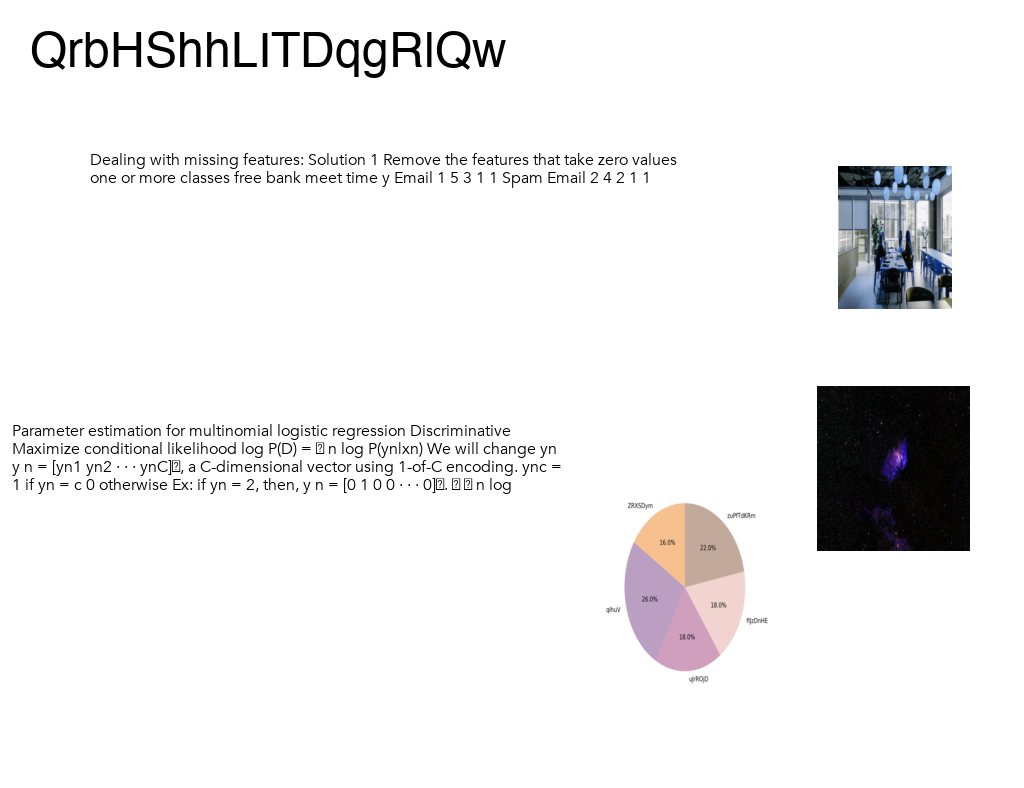 QrbHShhLITDqgRlQw
Dealing with missing features: Solution 1 Remove the features that take zero values
one or more classes free bank meet time y Email 1 5 3 1 1 Spam Email 2 4 2 1 1
Parameter estimation for multinomial logistic regression Discriminative
Maximize conditional likelihood log P(D) = n log P(yn|xn) We will change yn
y n = [yn1 yn2 · · · ynC], a C-dimensional vector using 1-of-C encoding. ync =
1 if yn = c 0 otherwise Ex: if yn = 2, then, y n = [0 1 0 0 · · · 0]. n log
ZRXSDym
zuPfTdKRm
16.0%
22.0%
26.0%
18.0%
qlhuV
18.0%
ujrROjD